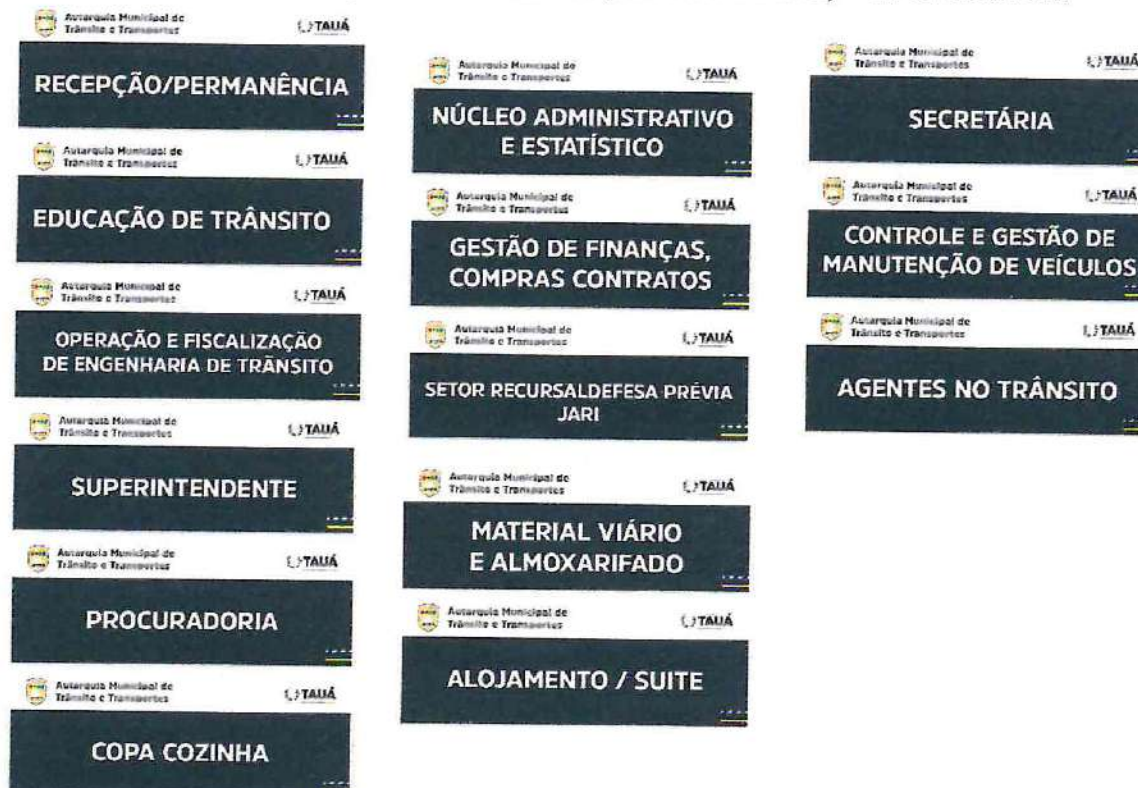 Autarquia Municipal de
Trânsito e Transportes
TAUÁ
RECEPÇÃO/PERMANÊNCIA
Autarquia Municipal de
Trânsito e Transportes
TAUÁ
EDUCAÇÃO DE TRÂNSITO
Autarquia Municipal de
Trânsito e Transportes
TAUÁ
OPERAÇÃO E FISCALIZAÇÃO
DE ENGENHARIA DE TRÃNSITO
Autarquia Municipal de
Trânsito e Transportes
TAUÁ
SUPERINTENDENTE
Autarquia Municipal de
Trânsito e Transportes
TAUÁ
PROCURADORIA
Autarquia Municipal de
Trânsito e Transportes
TAUÁ
COPA COZINHA
Autarquia Municipal de
Trânsito e Transportes
TAUÁ
NÚCLEO ADMINISTRATIVO
E ESTATÍSTICO
Autarquia Municipal de
Trânsito e Transportes
TAUÁ
GESTÃO DE FINANÇAS,
COMPRAS CONTRATOS
Autarquia Municipal de
Trânsito e Transportes
TAUÁ
SETOR RECURSALDEFESA PRÉVIA
JARI
Autarquia Municipal de
Trânsito e Transportes
TAUÁ
MATERIAL VIÁRIO
E ALMOXARIFADO
Autarquia Municipal de
Trânsito e Transportes
TAUÁ
ALOJAMENTO / SUITE
Autarquia Municipal de
Trânsito e Transportes
TAUÁ
SECRETÁRIA
Autarquia Municipal de
Trânsito e Transportes
TAUÁ
CONTROLE E GESTÃO DE
MANUTENÇÃO DE VEÍCULOS
Autarquia Municipal de
Trânsito e Transportes
TAUÁ
AGENTES NO TRÂNSITO